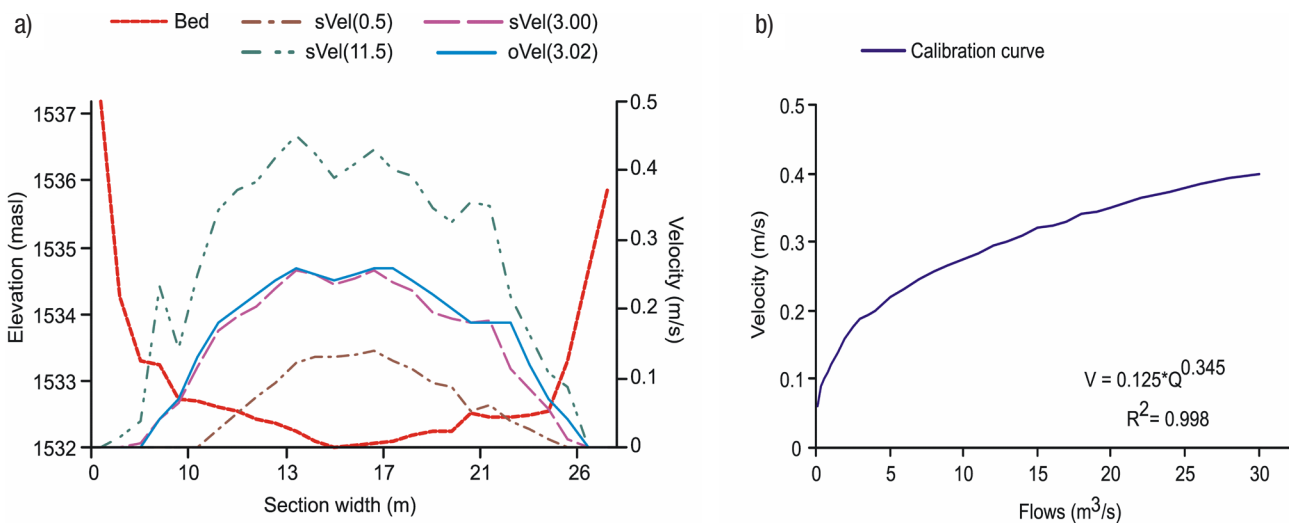 a)
Bed
sVel(0.5)
sVel(3.00)
sVel(11.5)
oVel(3.02)
Elevation (masl)
1537
1536
1535
1534
1533
1532
0.5
0.4
0.3
0.2
0.1
0
Velocity (m/s)
0 10 13 17 21 26
Section width (m)
b)
Calibration curve
Velocity (m/s)
0.5
0.4
0.3
0.2
0.1
0
V = 0.125*Q^0.345
R^2 = 0.998
0 5 10 15 20 25 30
Flows (m^3/s)